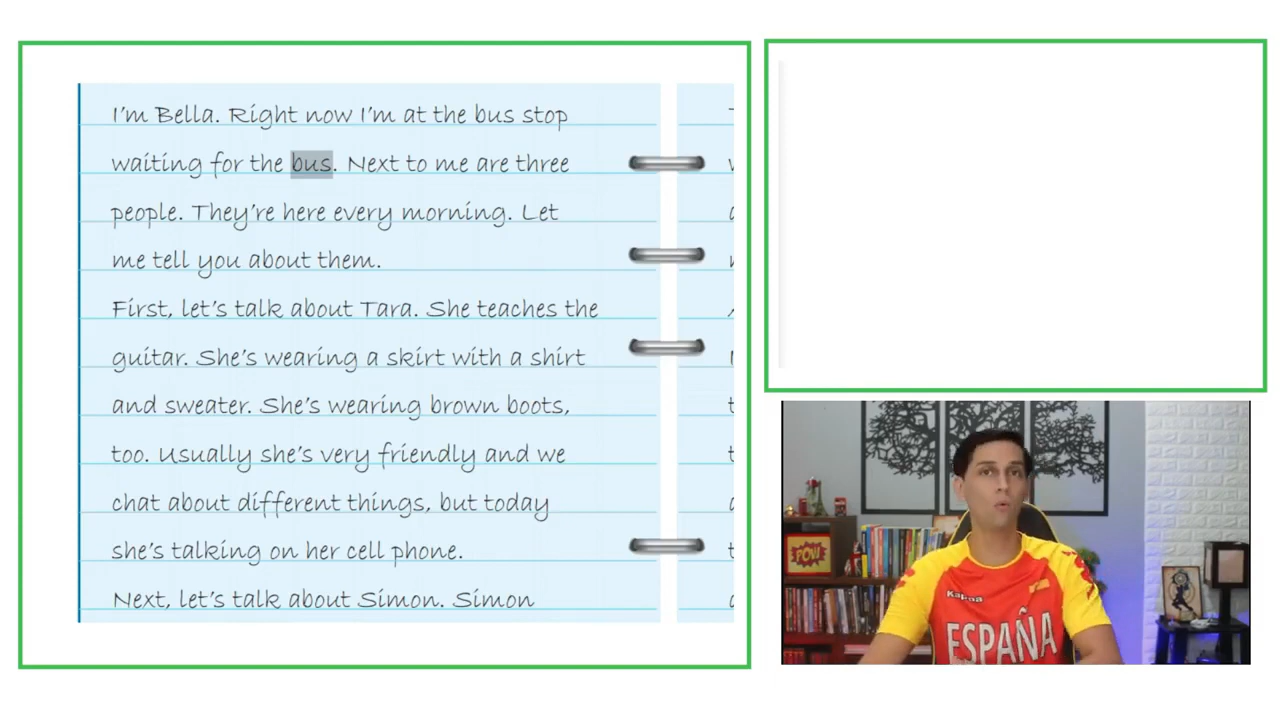 I'm Bella. Right now I'm at the bus stop
waiting for the bus. Next to me are three
people. They're here every morning. Let
me tell you about them.
First, let's talk about Tara. She teaches the
guitar. She's wearing a skirt with a shirt
and sweater. She's wearing brown boots,
too. Usually she's very friendly and we
chat about different things, but today
she's talking on her cell phone.
Next, let's talk about Simon. Simon
POW
Kappa
ESPAÑA